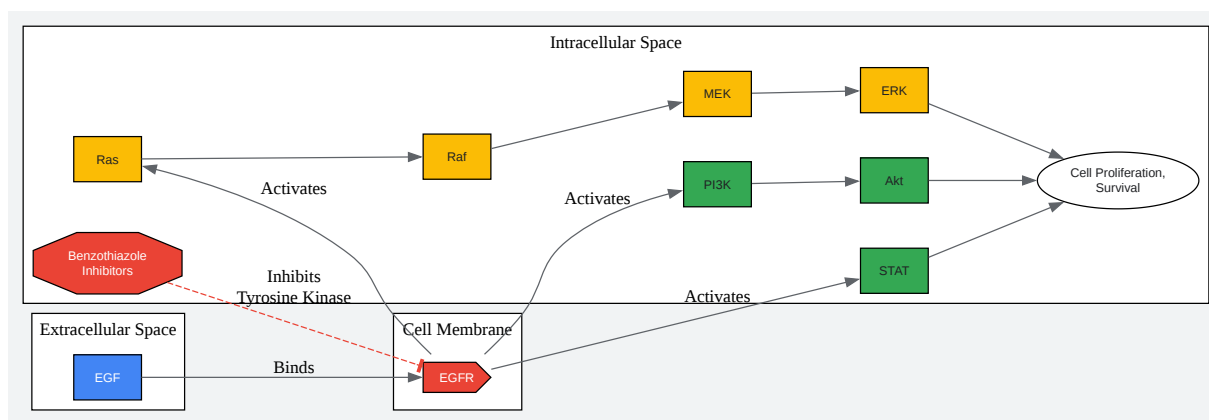 Intracellular Space
MEK
ERK
Ras
Raf
Activates
PI3K
Akt
Cell Proliferation,
Survival
Activates
Benzothiazole
Inhibitors
Inhibits
Tyrosine Kinase
STAT
Activates
Extracellular Space
Cell Membrane
EGF
Binds
EGFR